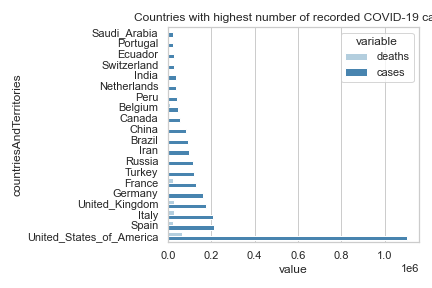 Countries with highest number of recorded COVID-19 ca
variable
deaths
cases
countriesAndTerritories
Saudi_Arabia
Portugal
Ecuador
Switzerland
India
Netherlands
Peru
Belgium
Canada
China
Brazil
Iran
Russia
Turkey
France
Germany
United_Kingdom
Italy
Spain
United_States_of_America
0.0 0.2 0.4 0.6 0.8 1.0
1e6
value